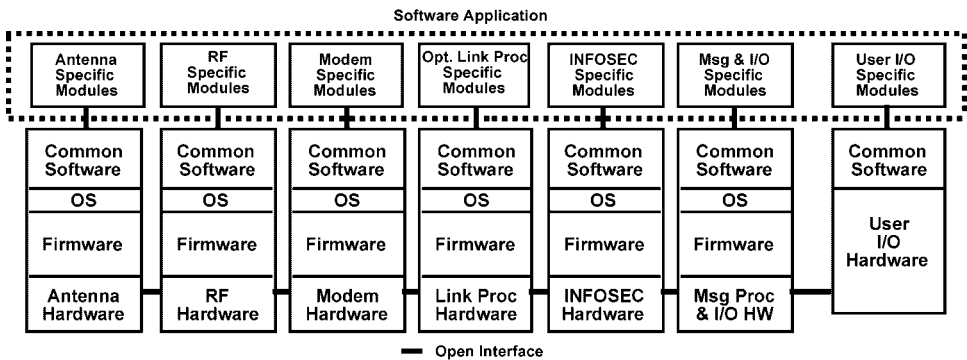 Software Application
Antenna
Specific
Modules
RF
Specific
Modules
Modem
Specific
Modules
Opt. Link Proc
Specific
Modules
INFOSEC
Specific
Modules
Msg & I/O
Specific
Modules
User I/O
Specific
Modules
Common
Software
OS
Firmware
Antenna
Hardware
Common
Software
OS
Firmware
RF
Hardware
Common
Software
OS
Firmware
Modem
Hardware
Common
Software
OS
Firmware
Link Proc
Hardware
Common
Software
OS
Firmware
INFOSEC
Hardware
Common
Software
OS
Firmware
Msg Proc
& I/O HW
Common
Software
User
I/O
Hardware
Open Interface